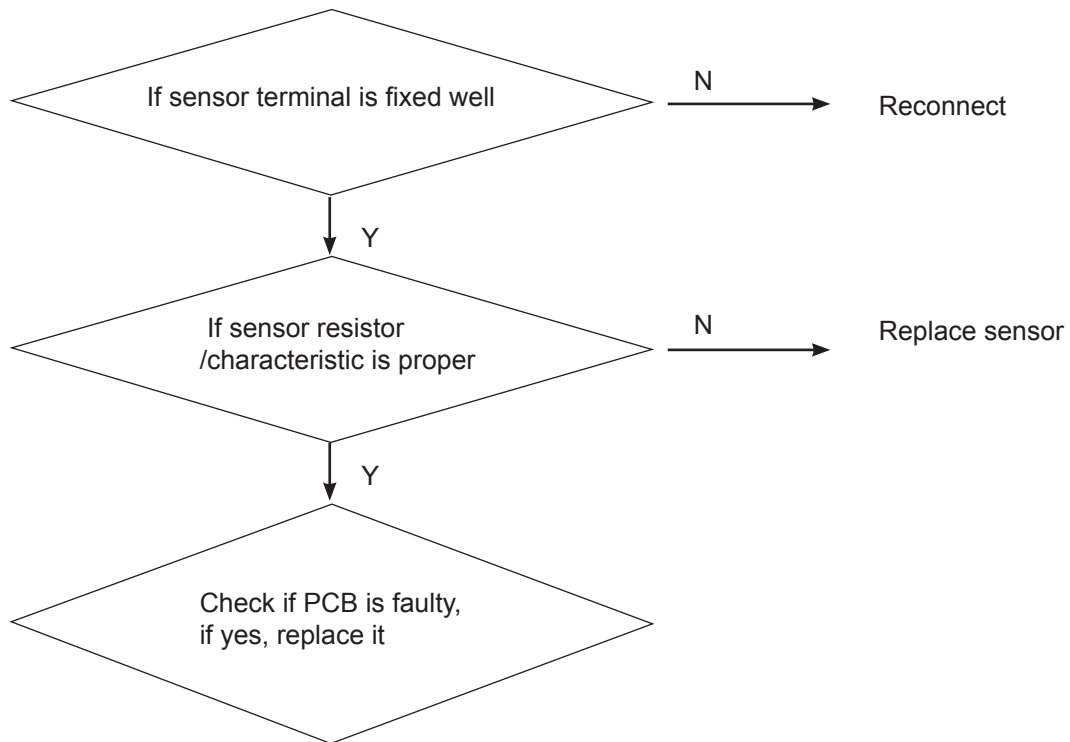 If sensor terminal is fixed well
N
Reconnect
Y
If sensor resistor
/characteristic is proper
N
Replace sensor
Y
Check if PCB is faulty,
if yes, replace it